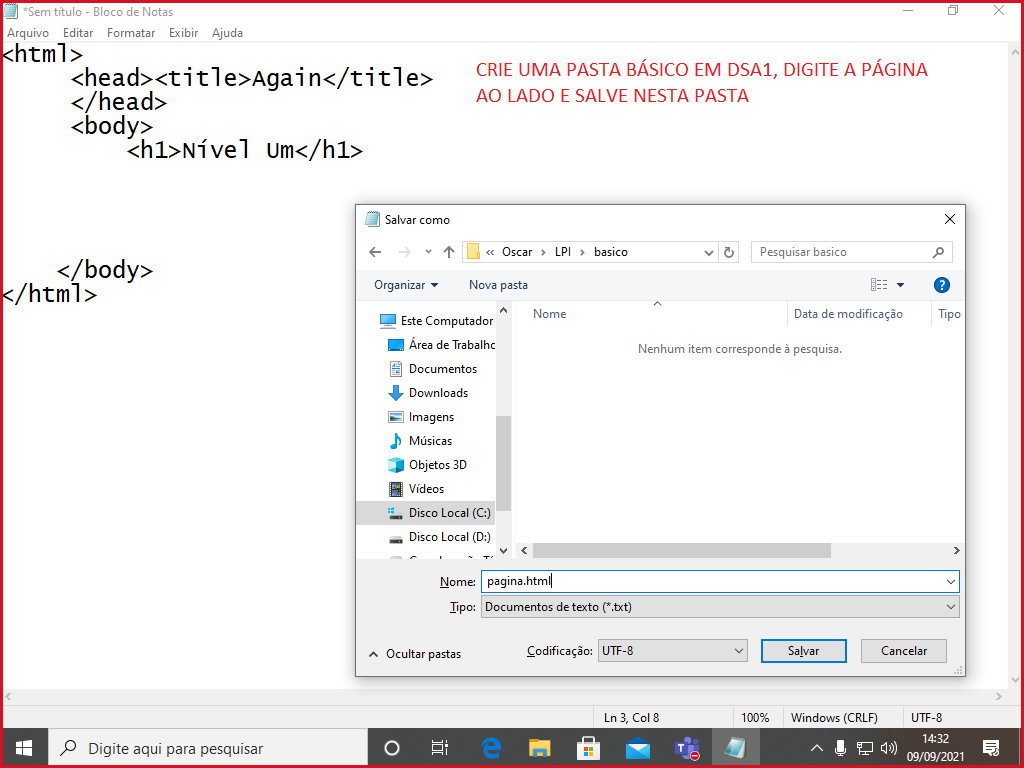 *Sem título - Bloco de Notas
Arquivo Editar Formatar Exibir Ajuda
<html>
<head><title>Again</title>
</head>
<body>
<h1>Nível Um</h1>
</body>
</html>
CRIE UMA PASTA BÁSICO EM DSA1, DIGITE A PÁGINA
AO LADO E SALVE NESTA PASTA
Salvar como
« Oscar > LPI > basico
Pesquisar basico
Organizar Nova pasta
?
Este Computador
Área de Trabalho
Documentos
Downloads
Imagens
Músicas
Objetos 3D
Vídeos
Disco Local (C:)
Disco Local (D:)
Nome Data de modificação Tipo
Nenhum item corresponde à pesquisa.
Nome: pagina.html
Tipo: Documentos de texto (*.txt)
Ocultar pastas
Codificação: UTF-8
Salvar Cancelar
Ln 3, Col 8 100% Windows (CRLF) UTF-8
Digite aqui para pesquisar
14:32
09/09/2021